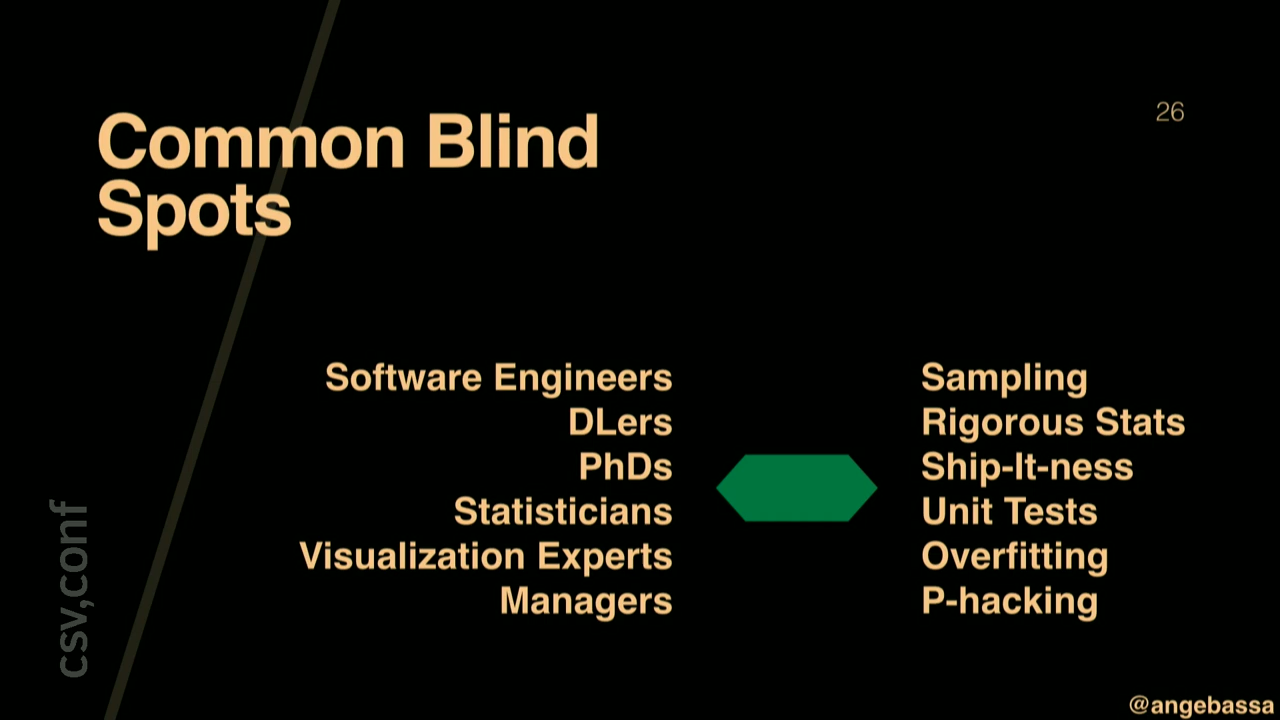 Common Blind
Spots
26
Software Engineers
DLers
PhDs
Statisticians
Visualization Experts
Managers
Sampling
Rigorous Stats
Ship-It-ness
Unit Tests
Overfitting
P-hacking
csv,conf
@angebassa